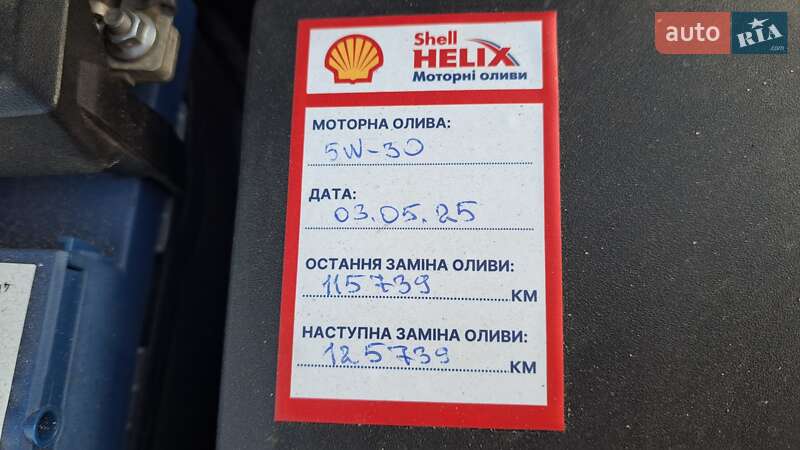 Shell
HELIX
Моторні оливи
auto RIA.com
МОТОРНА ОЛИВА:
5W-30
ДАТА:
03.05.25
ОСТАННЯ ЗАМІНА ОЛИВИ:
115739 КМ
НАСТУПНА ЗАМІНА ОЛИВИ:
125739 КМ